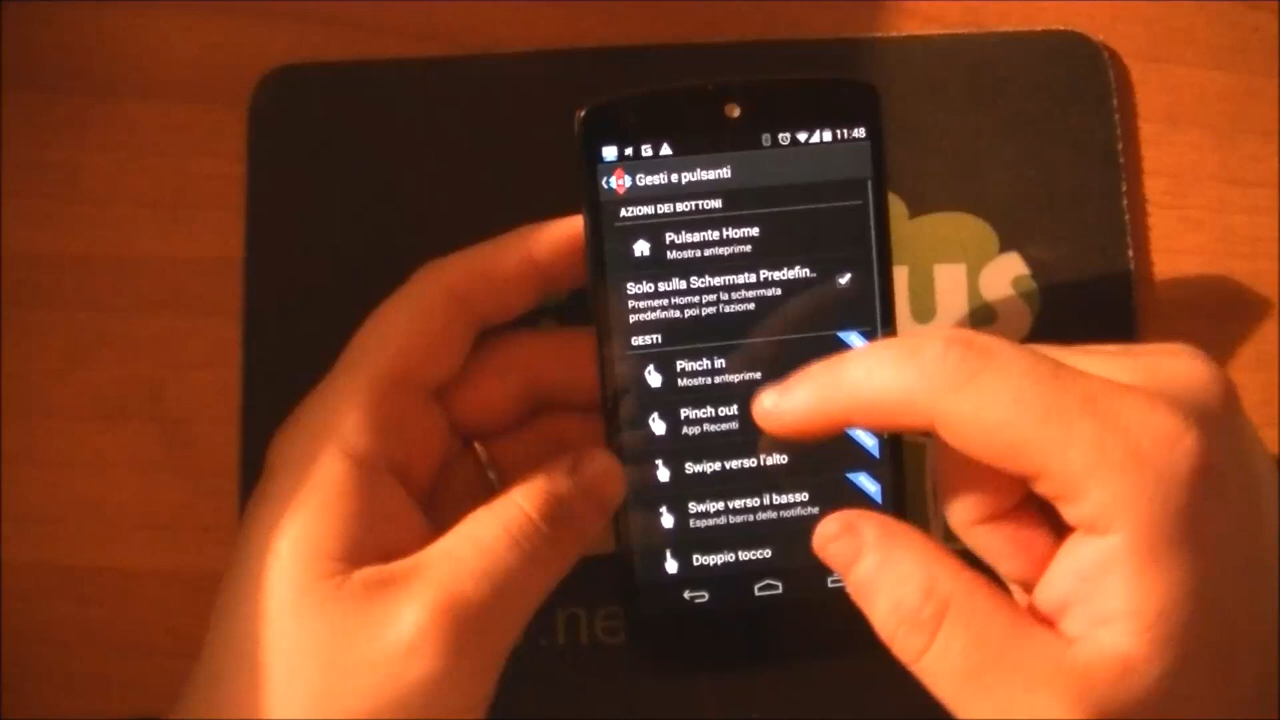 11:48
Gesti e pulsanti
AZIONI DEI BOTTONI
Pulsante Home
Mostra anteprime
Solo sulla Schermata Predefin..
Premere Home per la schermata
predefinita, poi per l'azione
GESTI
Pinch in
Mostra anteprime
Pinch out
App Recenti
Swipe verso l'alto
Swipe verso il basso
Espandi barra delle notifiche
Doppio tocco
us
.ne